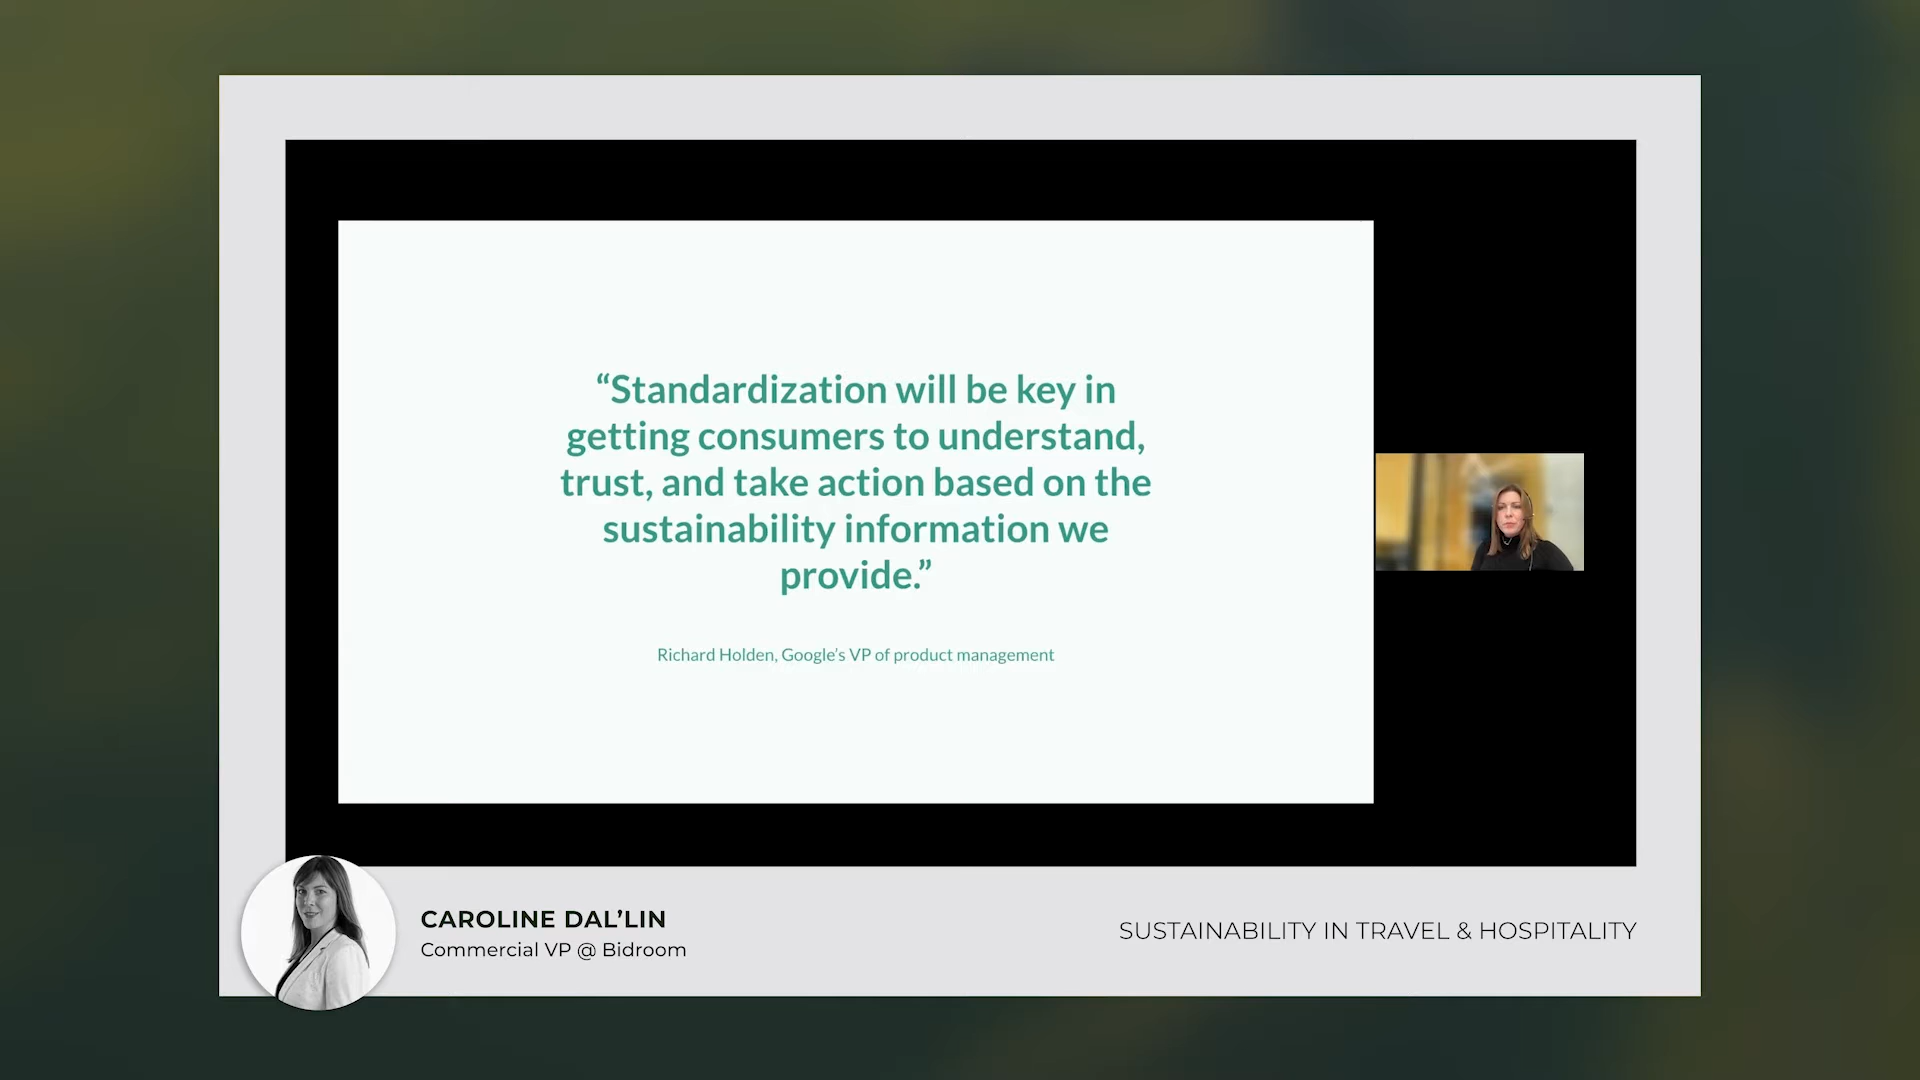 “Standardization will be key in
getting consumers to understand,
trust, and take action based on the
sustainability information we
provide.”
Richard Holden, Google’s VP of product management
CAROLINE DAL’LIN
Commercial VP @ Bidroom
SUSTAINABILITY IN TRAVEL & HOSPITALITY